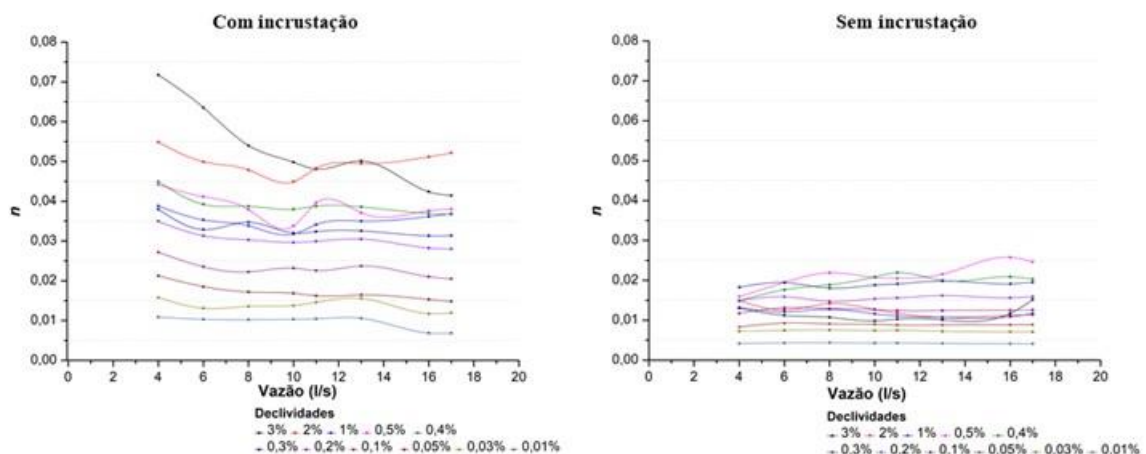 Com incrustação
0,08
0,07
0,06
0,05
0,04
0,03
0,02
0,01
0,00
n
0 2 4 6 8 10 12 14 16 18 20
Vazão (l/s)
Declividades
3% 2% 1% 0,5% 0,4%
0,3% 0,2% 0,1% 0,05% 0,03% 0,01%
Sem incrustação
0,08
0,07
0,06
0,05
0,04
0,03
0,02
0,01
0,00
n
0 2 4 6 8 10 12 14 16 18 20
Vazão (l/s)
Declividades
3% 2% 1% 0,5% 0,4%
0,3% 0,2% 0,1% 0,05% 0,03% 0,01%